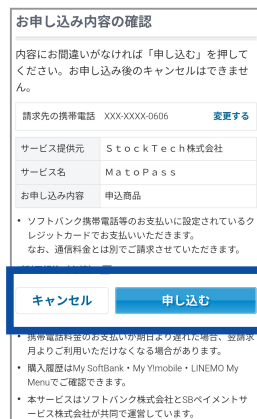 お申し込み内容の確認
内容にお間違いがなければ「申し込む」を押して
ください。お申し込み後のキャンセルはできませ
ん。
請求先の携帯電話 XXX-XXXX-0606 変更する
サービス提供元 ＳｔｏｃｋＴｅｃｈ株式会社
サービス名 ＭａｔｏＰａｓｓ
お申し込み内容 申込商品
• ソフトバンク携帯電話等のお支払いに設定されているク
レジットカードでお支払いいただきます。
なお、通信料金とは別でご請求させていただきます。
キャンセル 申し込む
• 携帯電話料金のお支払いが期日より遅れた場合、翌請求
月よりご利用いただけなくなる場合があります。
• 購入履歴はMy SoftBank・My Y!mobile・LINEMO My
Menuでご確認できます。
• 本サービスはソフトバンク株式会社とSBペイメントサ
ービス株式会社が共同で運営しています。